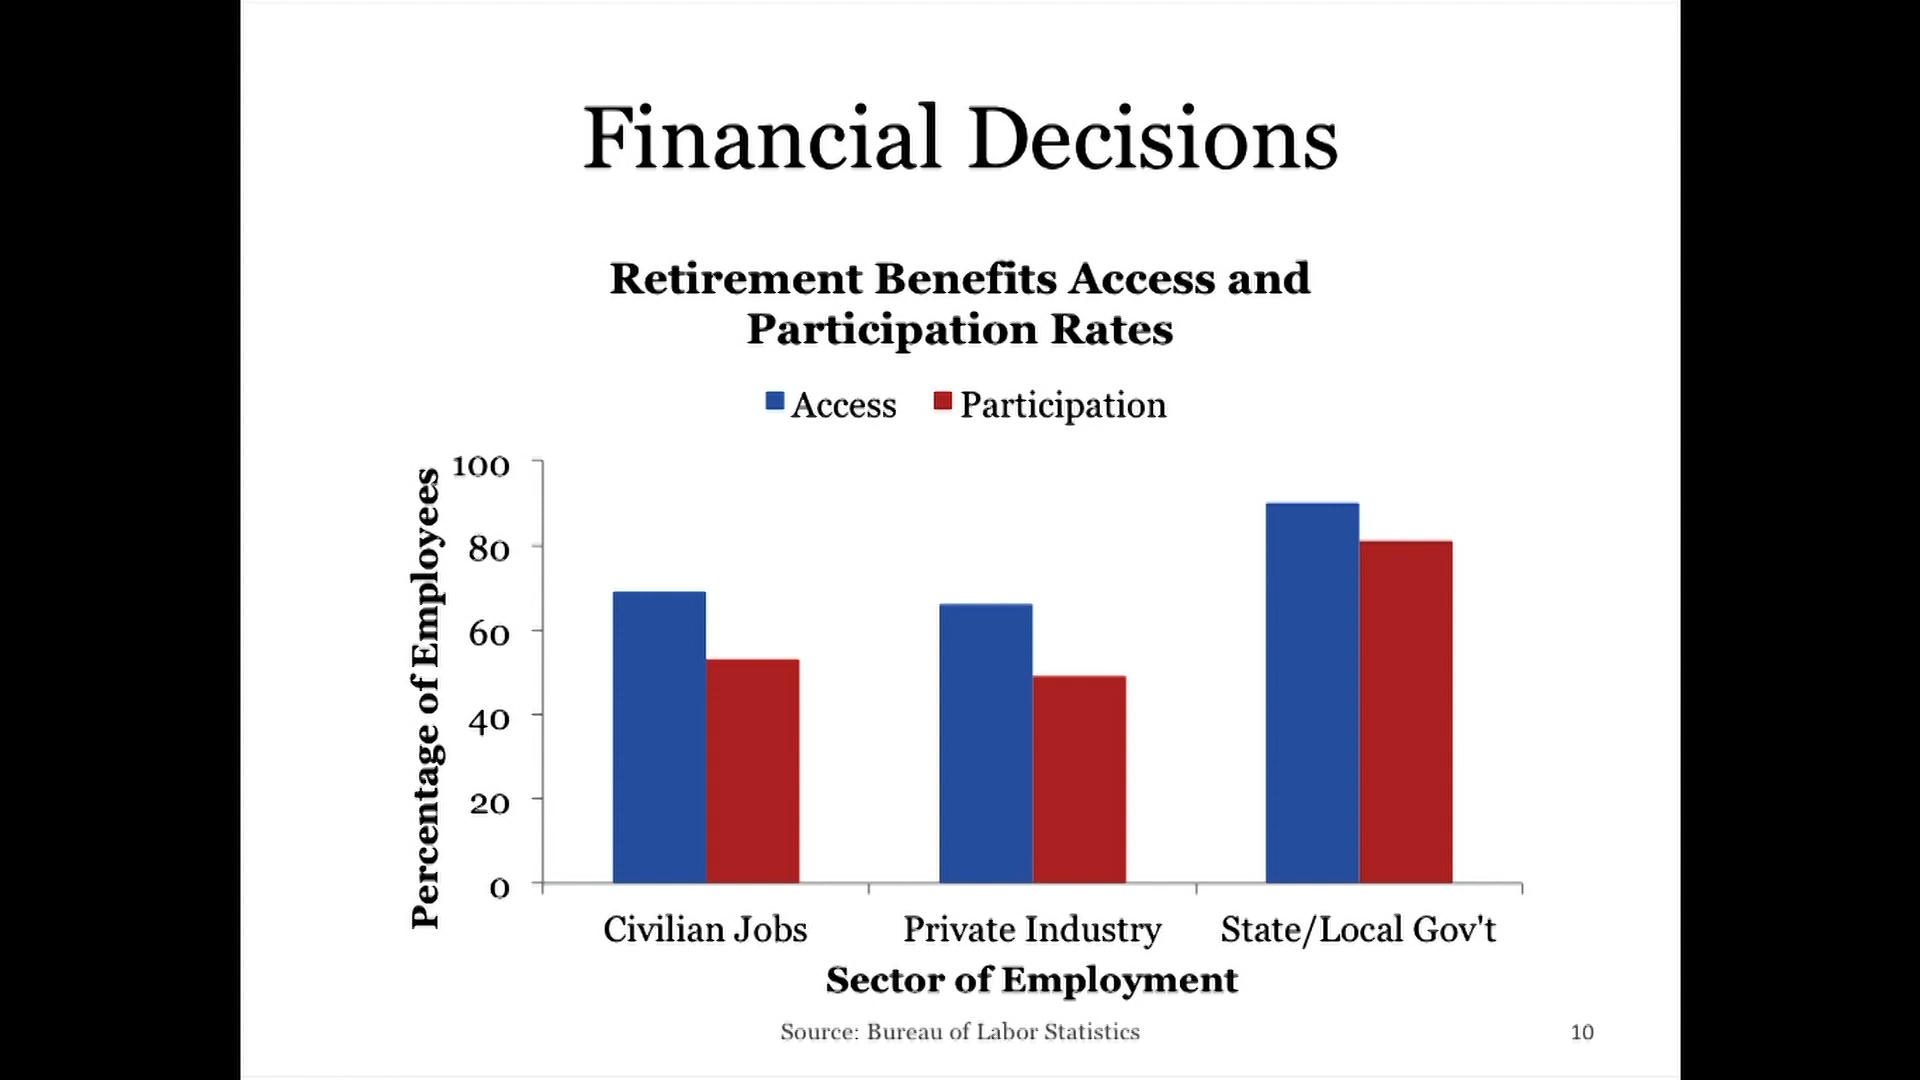 Financial Decisions
Retirement Benefits Access and
Participation Rates
Access Participation
Percentage of Employees
100
80
60
40
20
0
Civilian Jobs Private Industry State/Local Gov't
Sector of Employment
Source: Bureau of Labor Statistics
10